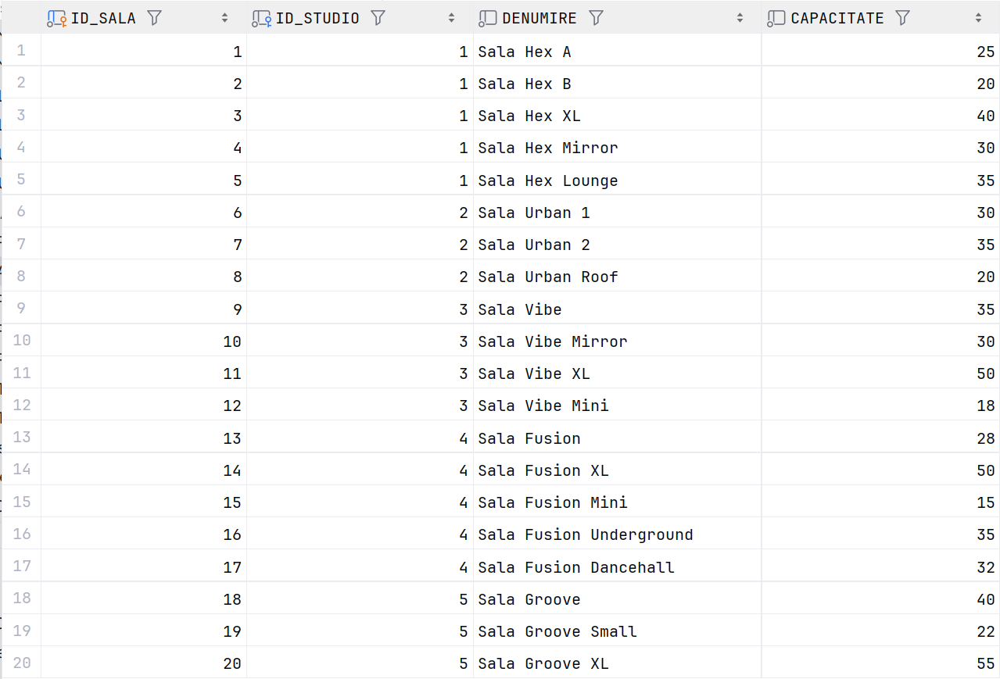 ID_SALA ID_STUDIO DENUMIRE CAPACITATE
1 1 1 Sala Hex A 25
2 2 1 Sala Hex B 20
3 3 1 Sala Hex XL 40
4 4 1 Sala Hex Mirror 30
5 5 1 Sala Hex Lounge 35
6 6 2 Sala Urban 1 30
7 7 2 Sala Urban 2 35
8 8 2 Sala Urban Roof 20
9 9 3 Sala Vibe 35
10 10 3 Sala Vibe Mirror 30
11 11 3 Sala Vibe XL 50
12 12 3 Sala Vibe Mini 18
13 13 4 Sala Fusion 28
14 14 4 Sala Fusion XL 50
15 15 4 Sala Fusion Mini 15
16 16 4 Sala Fusion Underground 35
17 17 4 Sala Fusion Dancehall 32
18 18 5 Sala Groove 40
19 19 5 Sala Groove Small 22
20 20 5 Sala Groove XL 55